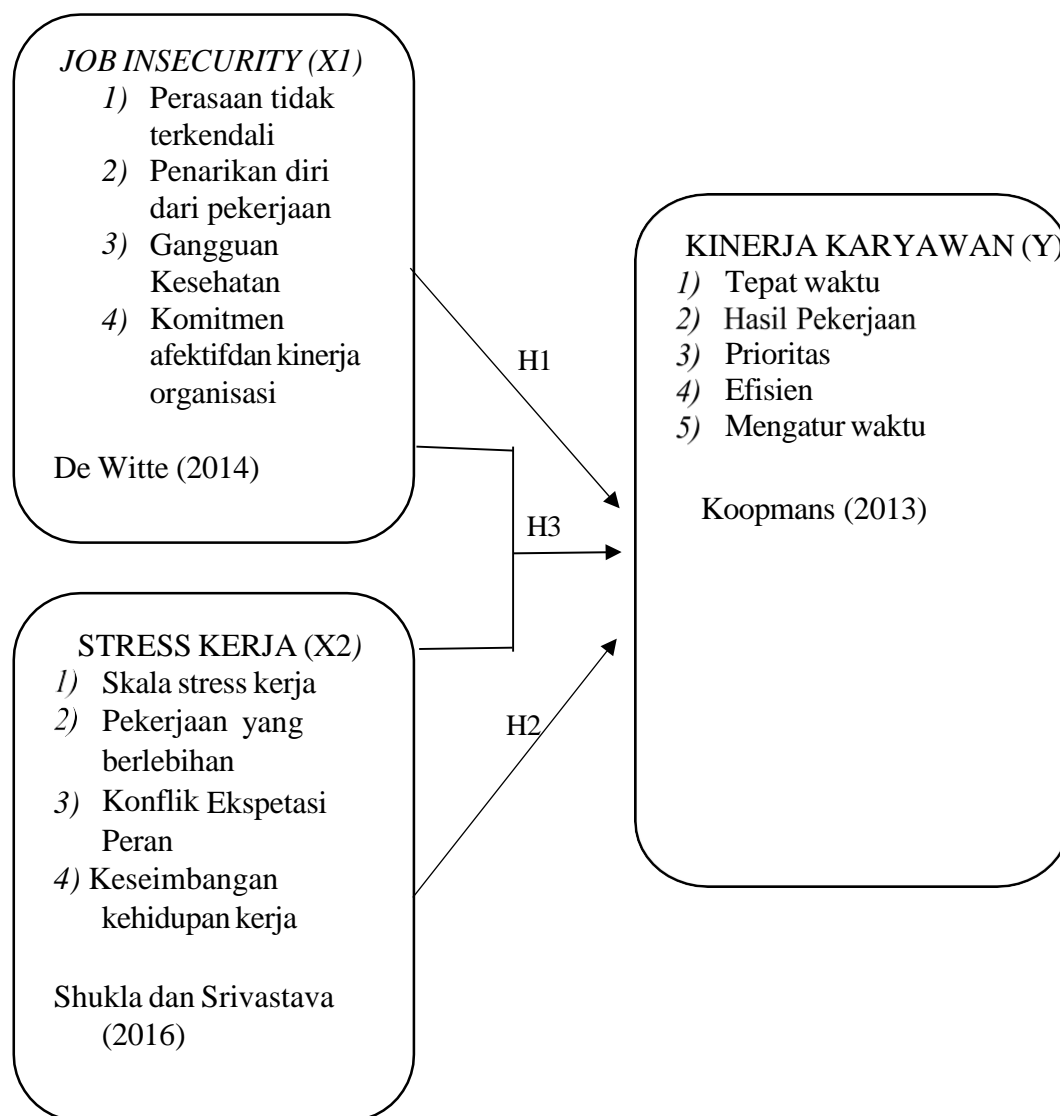 JOB INSECURITY (X1)
1) Perasaan tidak
terkendali
2) Penarikan diri
dari pekerjaan
3) Gangguan
Kesehatan
4) Komitmen
afektifdan kinerja
organisasi
De Witte (2014)
STRESS KERJA (X2)
1) Skala stress kerja
2) Pekerjaan yang
berlebihan
3) Konflik Ekspetasi
Peran
4) Keseimbangan
kehidupan kerja
Shukla dan Srivastava
(2016)
H1
H3
H2
KINERJA KARYAWAN (Y)
1) Tepat waktu
2) Hasil Pekerjaan
3) Prioritas
4) Efisien
5) Mengatur waktu
Koopmans (2013)